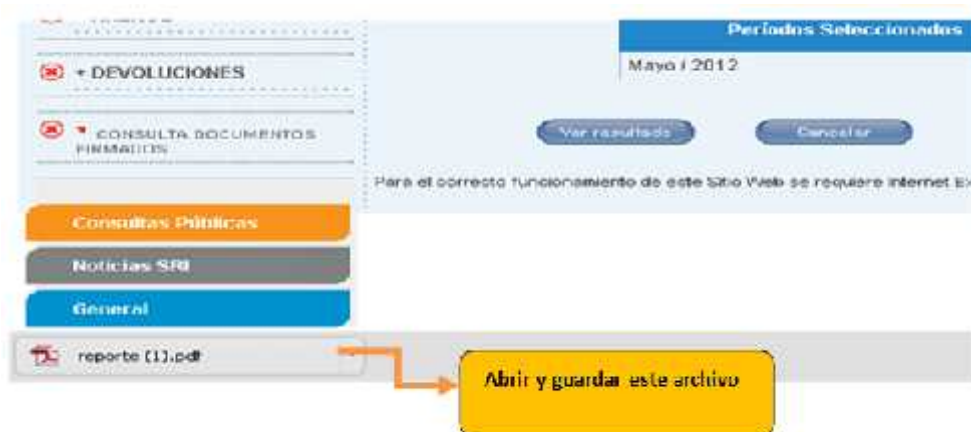 Períodos Seleccionados
+ DEVOLUCIONES
Mayo / 2012
CONSULTA DOCUMENTOS
FIRMADOS
Ver resultado
Cancelar
Para el correcto funcionamiento de este Sitio Web se requiere Internet Ex
Consultas Públicas
Noticias SRI
General
reporte (1).pdf
Abrir y guardar este archivo